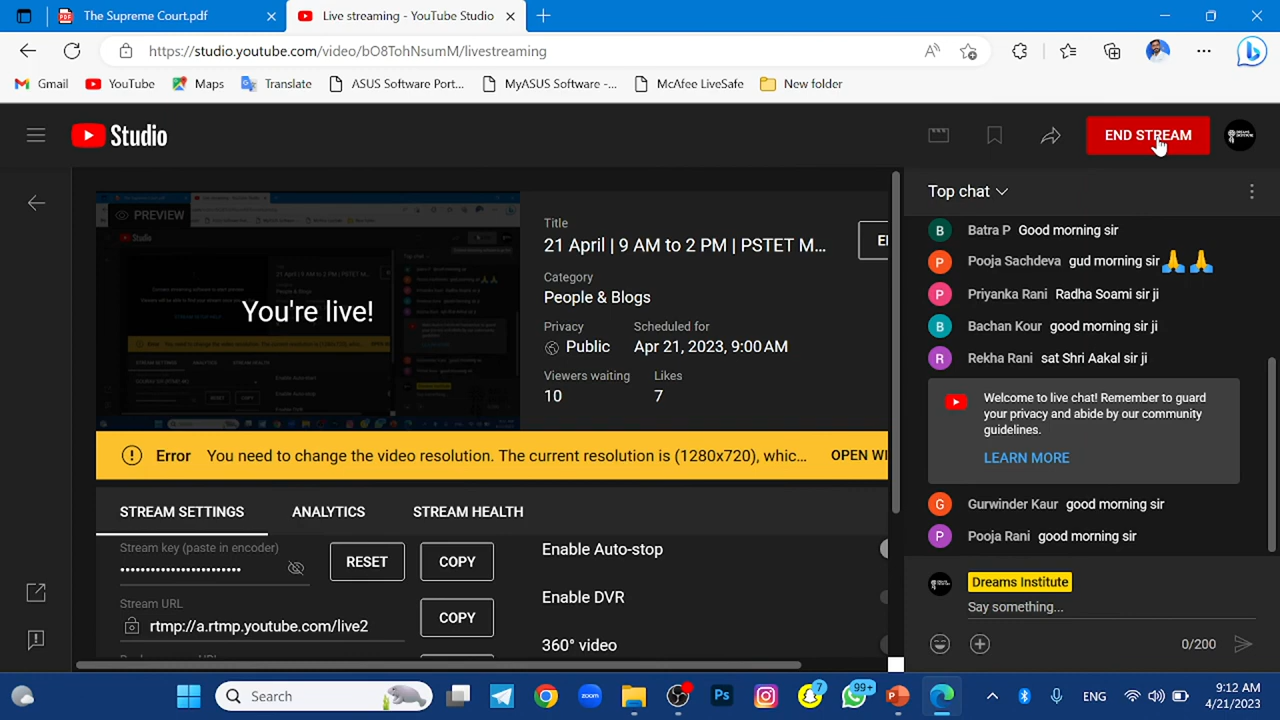 The Supreme Court.pdf
Live streaming - YouTube Studio
https://studio.youtube.com/video/bO8TohNsumM/livestreaming
Gmail
YouTube
Maps
Translate
ASUS Software Port...
MyASUS Software -...
McAfee LiveSafe
New folder
Studio
END STREAM
PREVIEW
You're live!
Title
21 April | 9 AM to 2 PM | PSTET M...
Category
People & Blogs
Privacy
Scheduled for
Public
Apr 21, 2023, 9:00 AM
Viewers waiting
Likes
10
7
Error You need to change the video resolution. The current resolution is (1280x720), whic... OPEN WI
STREAM SETTINGS
ANALYTICS
STREAM HEALTH
Stream key (paste in encoder)
••••••••••••••••••••••••
RESET
COPY
Stream URL
rtmp://a.rtmp.youtube.com/live2
COPY
Enable Auto-stop
Enable DVR
360° video
Top chat
Batra P Good morning sir
Pooja Sachdeva gud morning sir🙏🙏
Priyanka Rani Radha Soami sir ji
Bachan Kour good morning sir ji
Rekha Rani sat Shri Aakal sir ji
Welcome to live chat! Remember to guard
your privacy and abide by our community
guidelines.
LEARN MORE
Gurwinder Kaur good morning sir
Pooja Rani good morning sir
Dreams Institute
Say something...
0/200
Search
zoom
Ps
7
99+
ENG
9:12 AM
4/21/2023